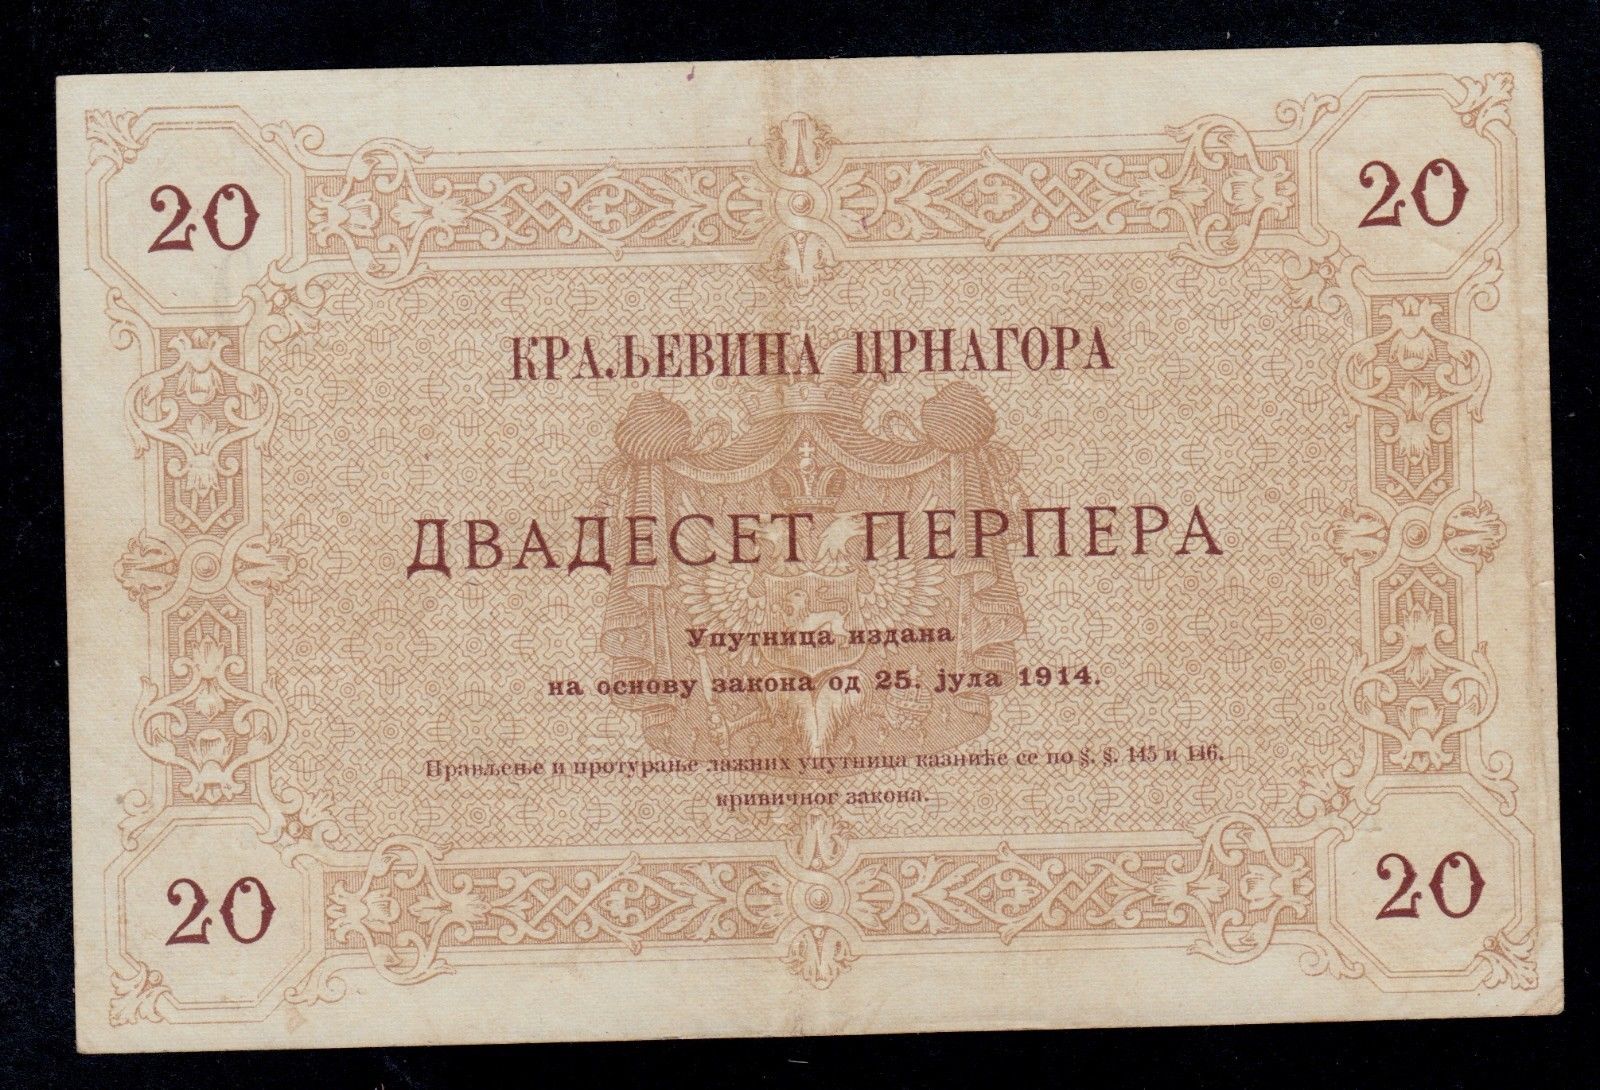 20 20
КРАЉЕВИНА ЦРНАГОРА
ДВАДЕСЕТ ПЕРПЕРА
Упутница издана
на основу закона од 25. јула 1914.
Прављење и протурање лажних упутница казниће се по §. §. 145 и 146.
кривичног закона.
20 20